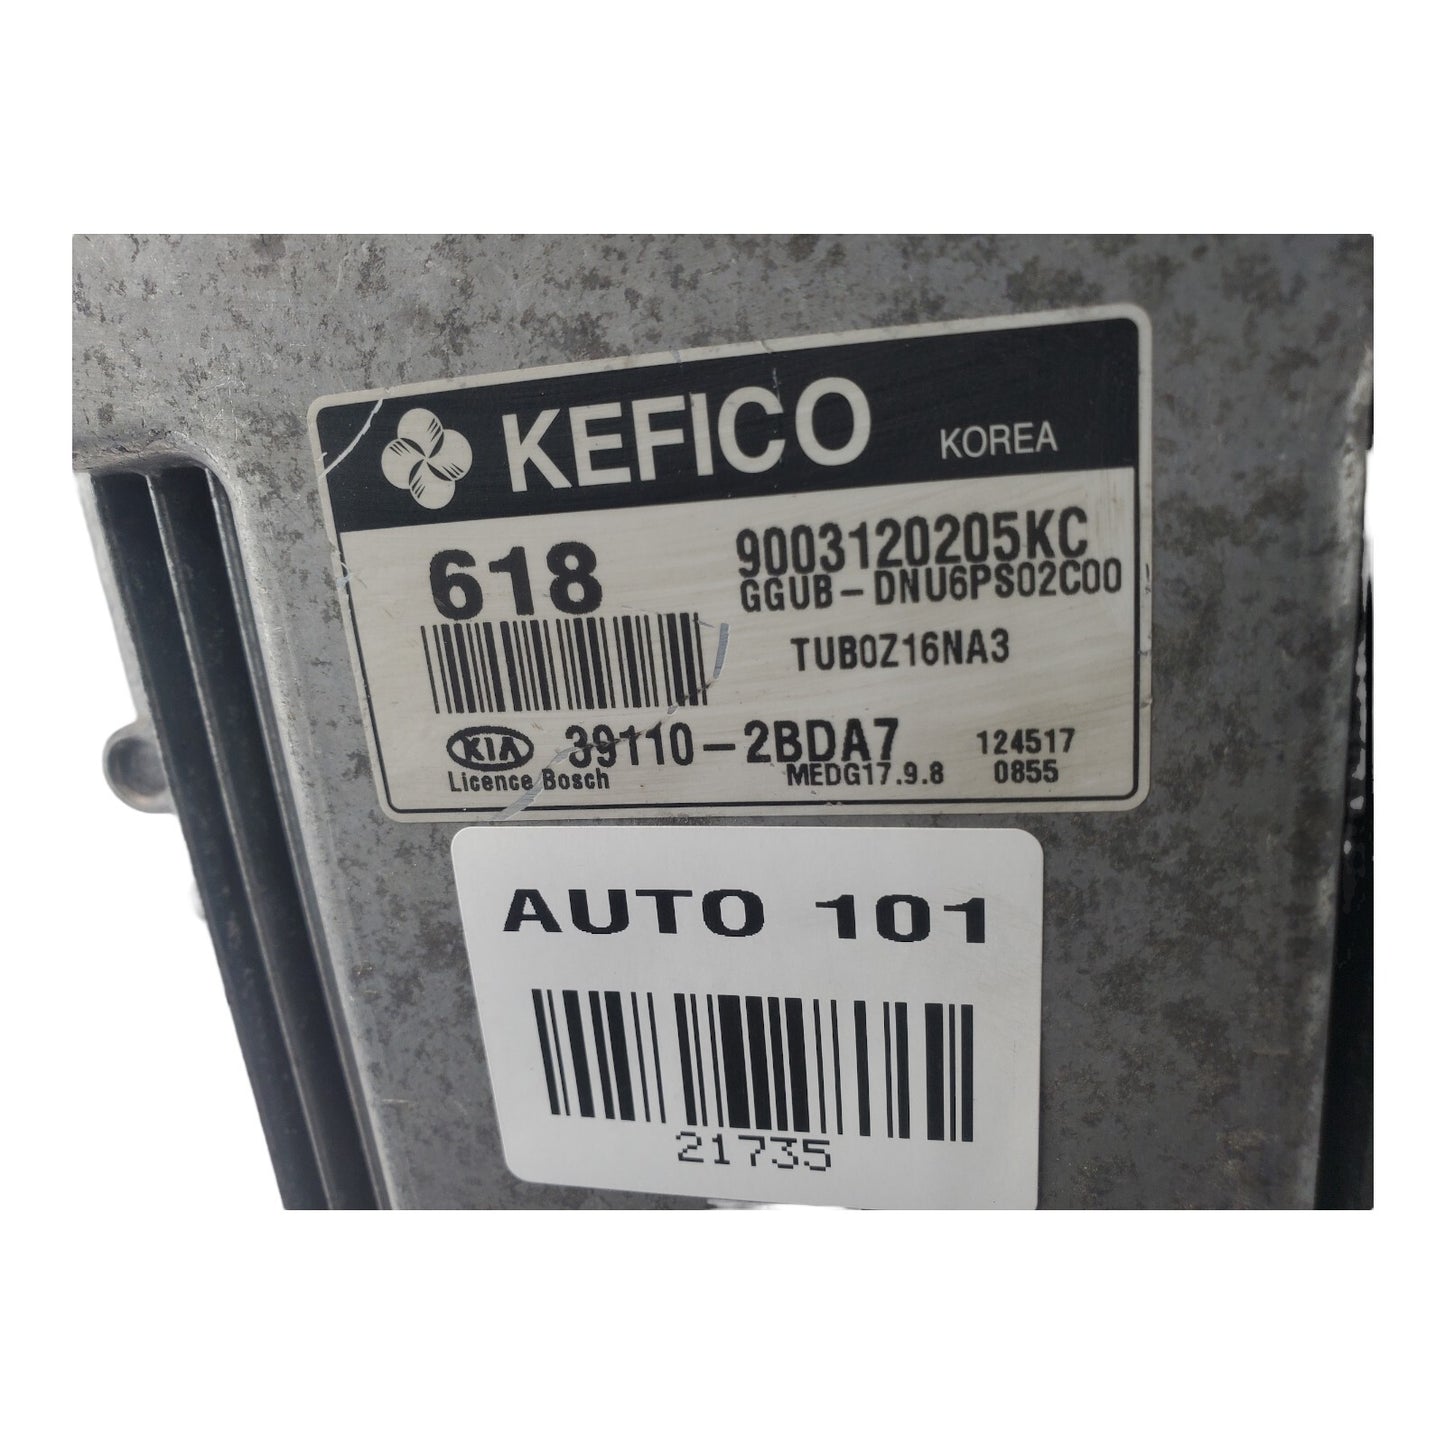 KEFICO KOREA
618
9003120205KC
GGUB-DNU6PS02C00
TUB0Z16NA3
KIA 39110-2BDA7 124517
Licence Bosch MEDG17.9.8 0855
AUTO 101
21735